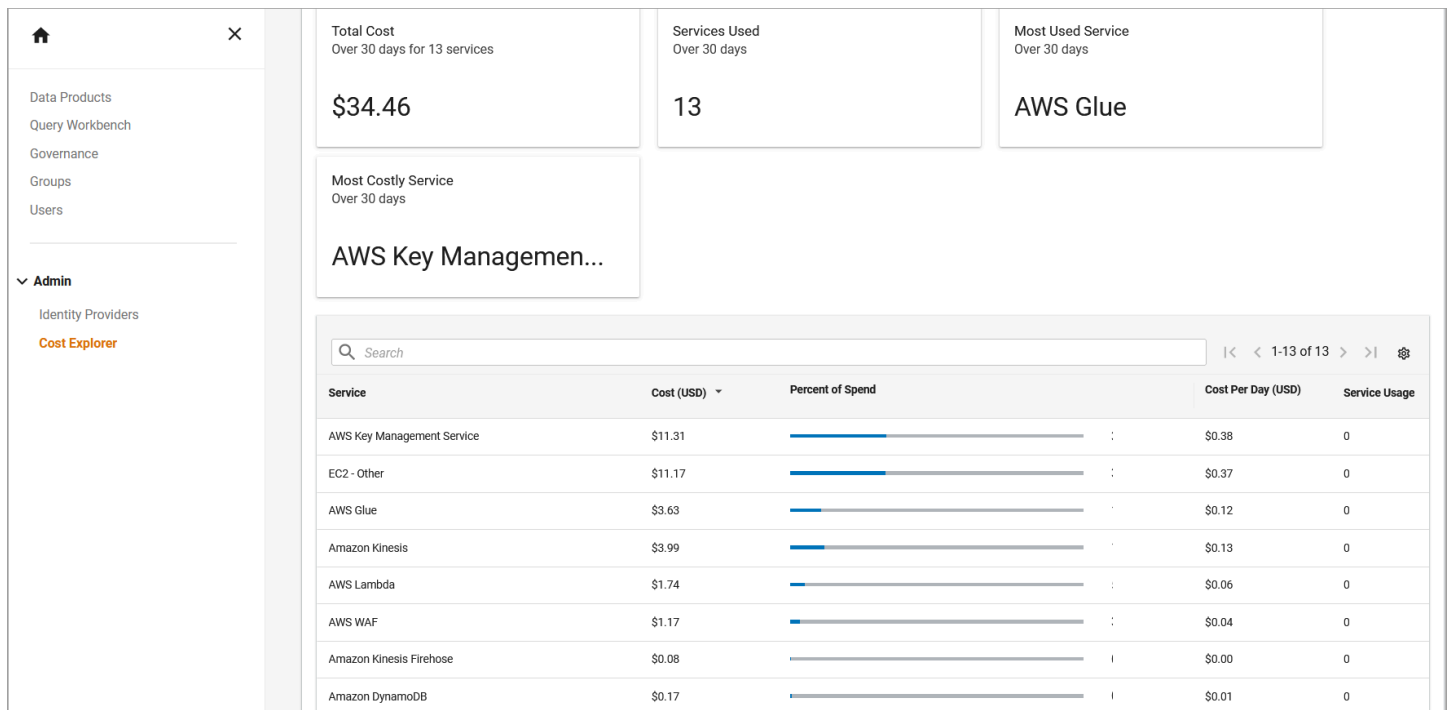 Data Products
Query Workbench
Governance
Groups
Users
Admin
Identity Providers
Cost Explorer
Total Cost
Over 30 days for 13 services
$34.46
Services Used
Over 30 days
13
Most Used Service
Over 30 days
AWS Glue
Most Costly Service
Over 30 days
AWS Key Managemen...
Search
1-13 of 13
Service Cost (USD) Percent of Spend Cost Per Day (USD) Service Usage
AWS Key Management Service $11.31 $0.38 0
EC2 - Other $11.17 $0.37 0
AWS Glue $3.63 $0.12 0
Amazon Kinesis $3.99 $0.13 0
AWS Lambda $1.74 $0.06 0
AWS WAF $1.17 $0.04 0
Amazon Kinesis Firehose $0.08 $0.00 0
Amazon DynamoDB $0.17 $0.01 0